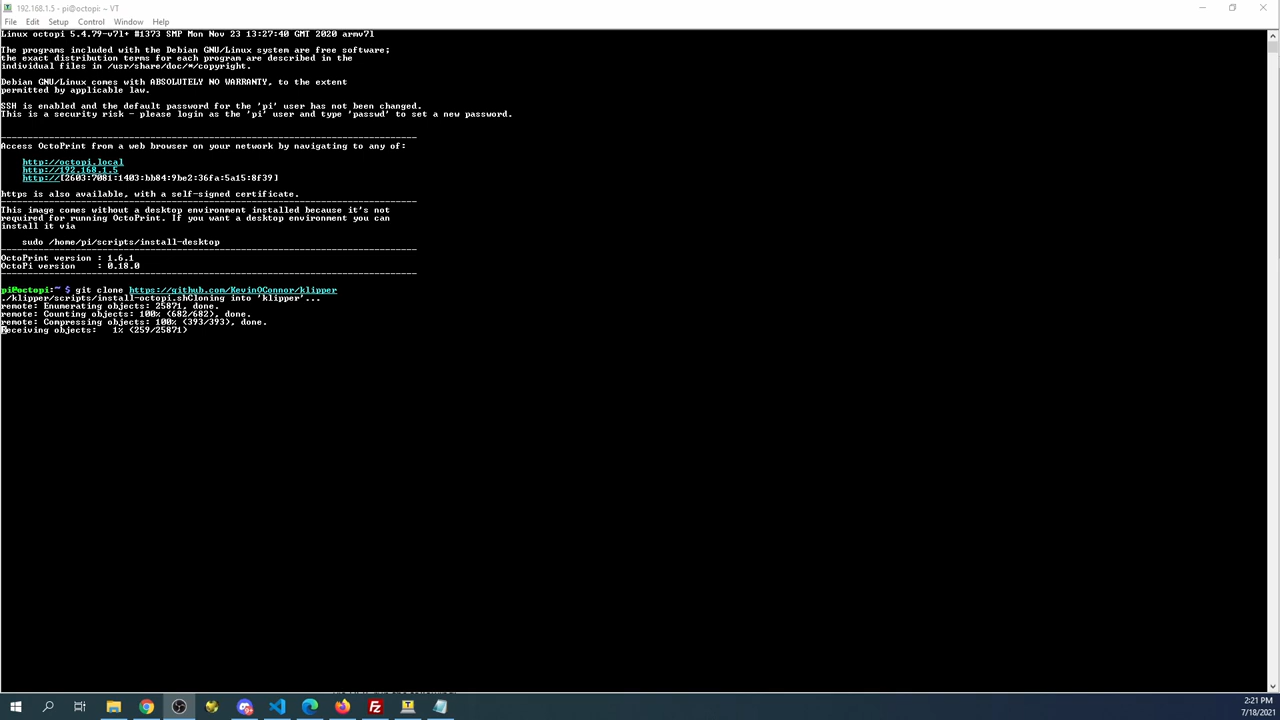 192.168.1.5 - pi@octopi: ~ VT
File Edit Setup Control Window Help
Linux octopi 5.4.79-v7l+ #1373 SMP Mon Nov 23 13:27:40 GMT 2020 armv7l
The programs included with the Debian GNU/Linux system are free software;
the exact distribution terms for each program are described in the
individual files in /usr/share/doc/*/copyright.
Debian GNU/Linux comes with ABSOLUTELY NO WARRANTY, to the extent
permitted by applicable law.
SSH is enabled and the default password for the 'pi' user has not been changed.
This is a security risk - please login as the 'pi' user and type 'passwd' to set a new password.
------------------------------------------------------------------------------
Access OctoPrint from a web browser on your network by navigating to any of:
http://octopi.local
http://192.168.1.5
http://[2603:7081:1403:bb84:9be2:36fa:5a15:8f39]
https is also available, with a self-signed certificate.
------------------------------------------------------------------------------
This image comes without a desktop environment installed because it's not
required for running OctoPrint. If you want a desktop environment you can
install it via
sudo /home/pi/scripts/install-desktop
------------------------------------------------------------------------------
OctoPrint version : 1.6.1
OctoPi version : 0.18.0
------------------------------------------------------------------------------
pi@octopi:~ $ git clone https://github.com/KevinOConnor/klipper
./klipper/scripts/install-octopi.shCloning into 'klipper'...
remote: Enumerating objects: 25871, done.
remote: Counting objects: 100% (682/682), done.
remote: Compressing objects: 100% (393/393), done.
Receiving objects: 1% (259/25871)
2:21 PM
7/18/2021